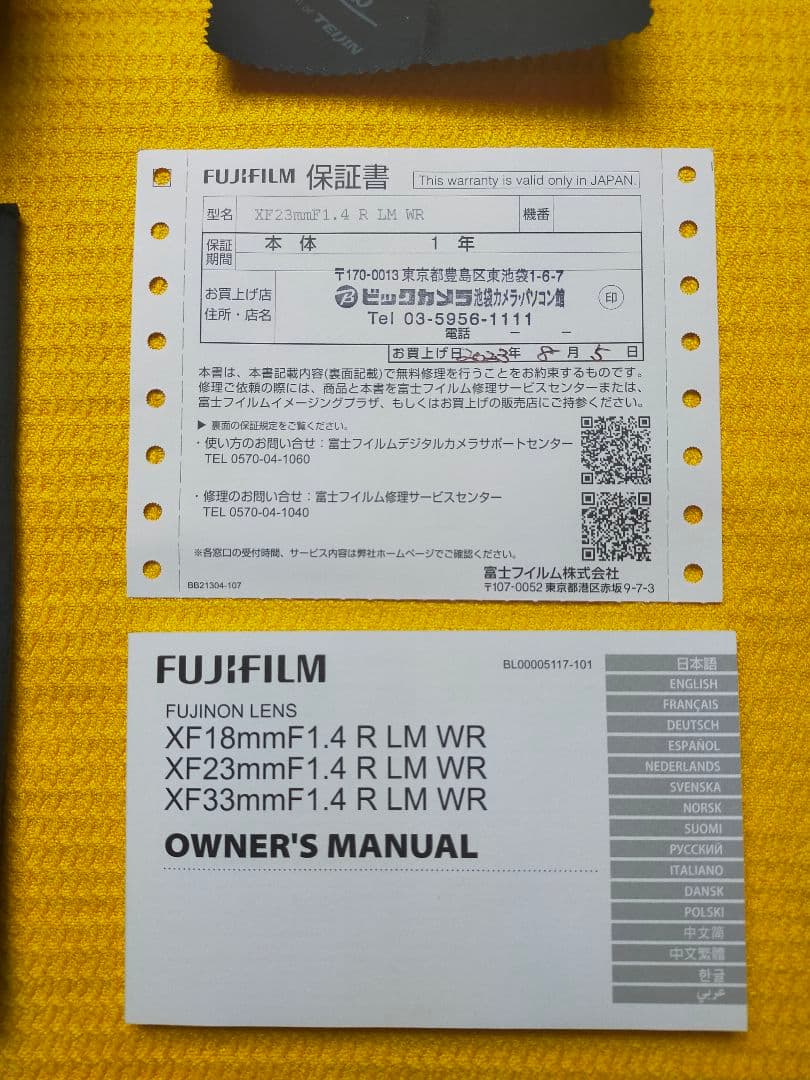 TEIJIN
FUJIFILM 保証書 This warranty is valid only in JAPAN.
型名 XF23mmF1.4 R LM WR 機番
保証期間 本体 1年
〒170-0013 東京都豊島区東池袋1-6-7
お買上げ店 ビックカメラ池袋カメラ・パソコン館 印
住所・店名 Tel 03-5956-1111
電話 － －
お買上げ日 2023年 8月 5日
本書は、本書記載内容(裏面記載)で無料修理を行うことをお約束するものです。
修理ご依頼の際には、商品と本書を富士フイルム修理サービスセンターまたは、
富士フイルムイメージングプラザ、もしくはお買上げの販売店にご持参ください。
▶ 裏面の保証規定をご覧ください。
・使い方のお問い合せ：富士フイルムデジタルカメラサポートセンター
TEL 0570-04-1060
・修理のお問い合せ：富士フイルム修理サービスセンター
TEL 0570-04-1040
※各窓口の受付時間、サービス内容は弊社ホームページでご確認ください。
富士フイルム株式会社
BB21304-107 〒107-0052 東京都港区赤坂9-7-3
FUJIFILM BL00005117-101
FUJINON LENS
XF18mmF1.4 R LM WR
XF23mmF1.4 R LM WR
XF33mmF1.4 R LM WR
OWNER'S MANUAL
日本語
ENGLISH
FRANÇAIS
DEUTSCH
ESPAÑOL
NEDERLANDS
SVENSKA
NORSK
SUOMI
РУССКИЙ
ITALIANO
DANSK
POLSKI
中文简
中文繁體
한글
عربي